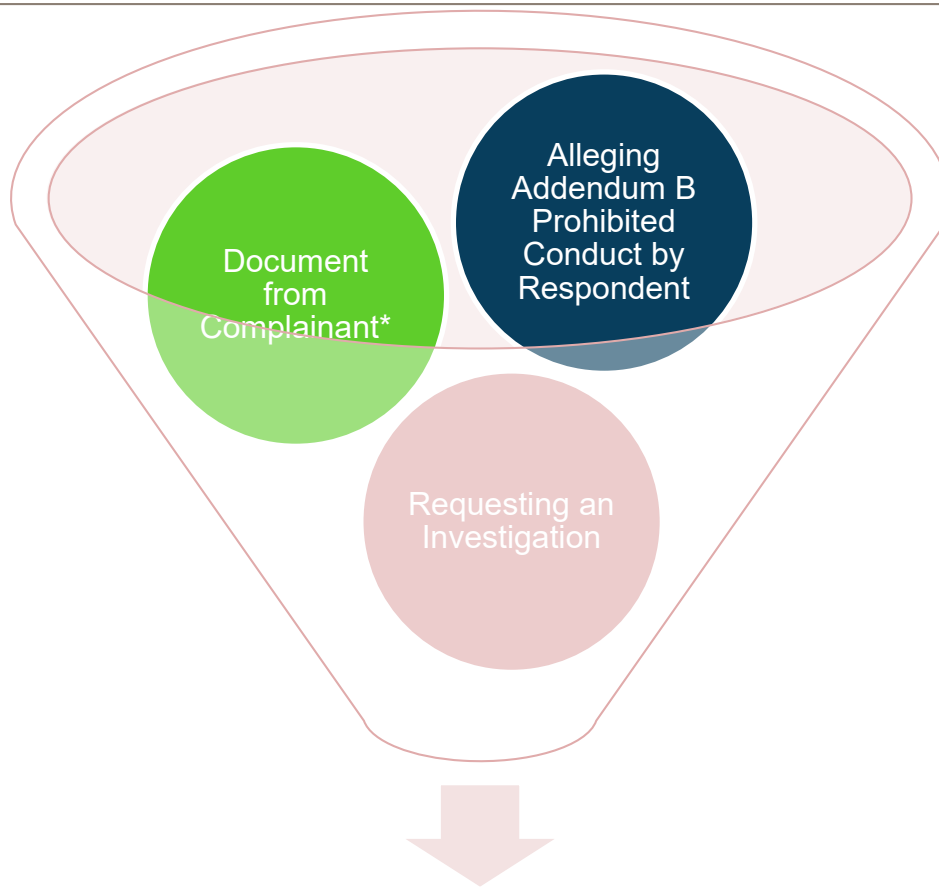 Alleging
Addendum B
Prohibited
Conduct by
Respondent
Document
from
Complainant*
Requesting an
Investigation